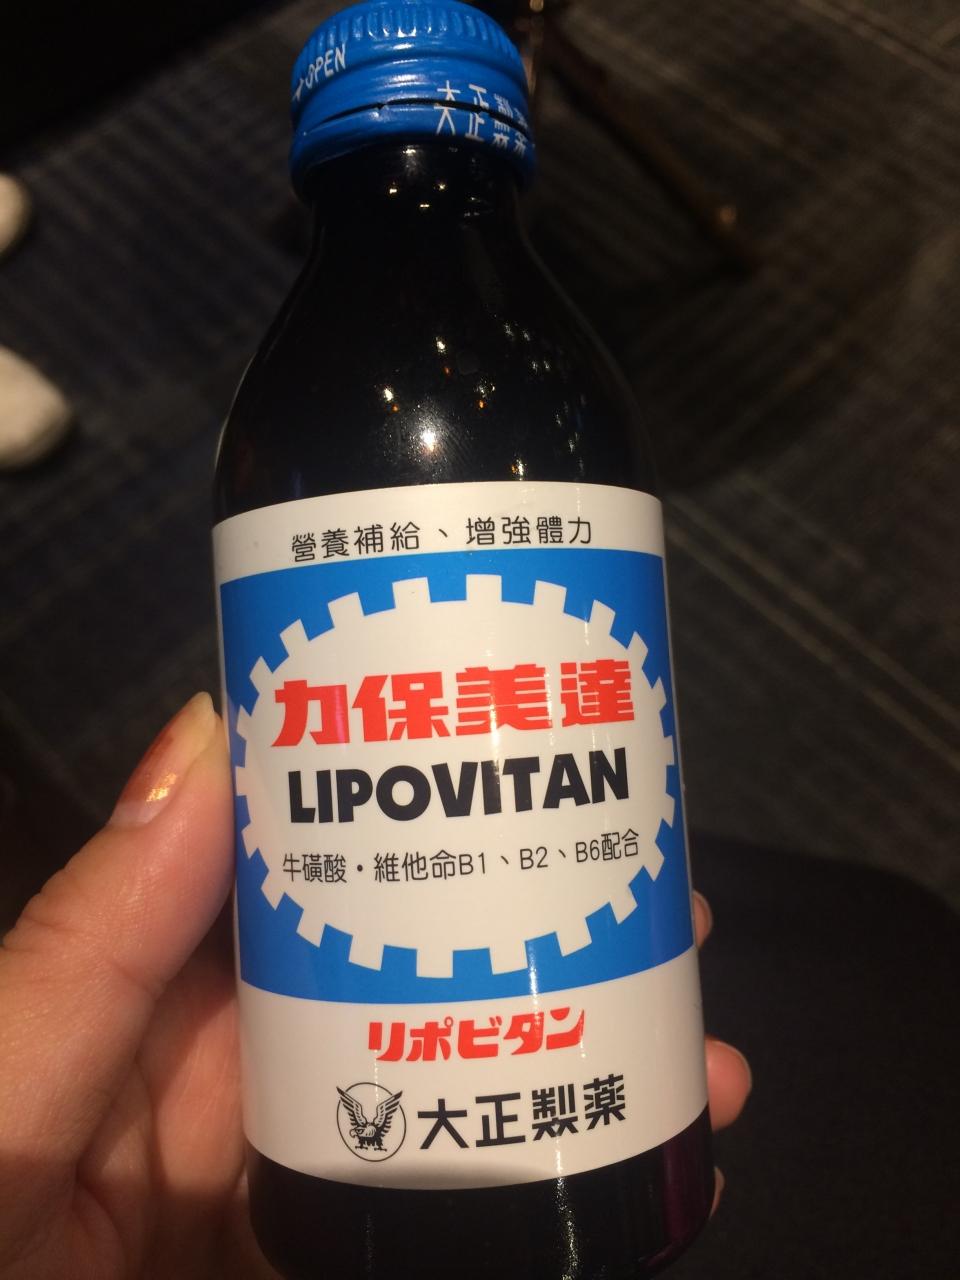 OPEN
大正製薬
營養補給、增強體力
力保美達
LIPOVITAN
牛磺酸・維他命B1、B2、B6配合
リポビタン
大正製薬